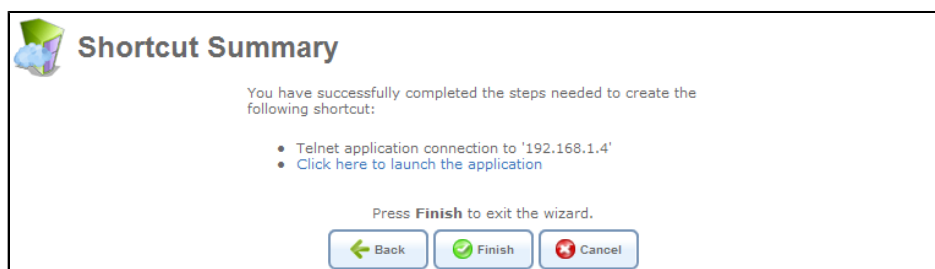 Shortcut Summary
You have successfully completed the steps needed to create the
following shortcut:
Telnet application connection to '192.168.1.4'
Click here to launch the application
Press Finish to exit the wizard.
Back
Finish
Cancel